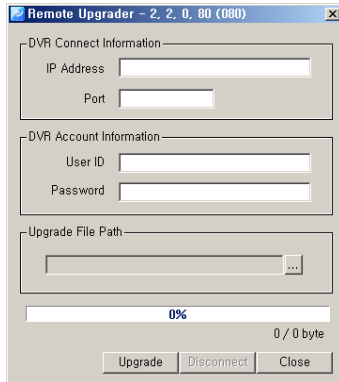 Remote Upgrader - 2, 2, 0, 80 (080)
DVR Connect Information
IP Address
Port
DVR Account Information
User ID
Password
Upgrade File Path
...
0%
0 / 0 byte
Upgrade Disconnect Close